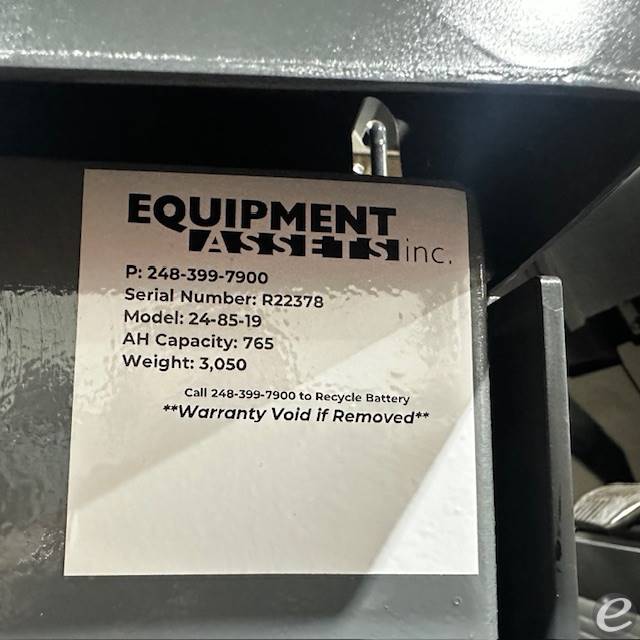 EQUIPMENT
ASSETS inc.
P: 248-399-7900
Serial Number: R22378
Model: 24-85-19
AH Capacity: 765
Weight: 3,050
Call 248-399-7900 to Recycle Battery
**Warranty Void if Removed**
e